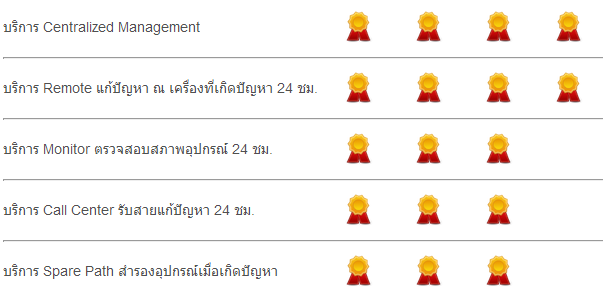 บริการ Centralized Management
บริการ Remote แก้ปัญหา ณ เครื่องที่เกิดปัญหา 24 ชม.
บริการ Monitor ตรวจสอบสภาพอุปกรณ์ 24 ชม.
บริการ Call Center รับสายแก้ปัญหา 24 ชม.
บริการ Spare Path สำรองอุปกรณ์เมื่อเกิดปัญหา